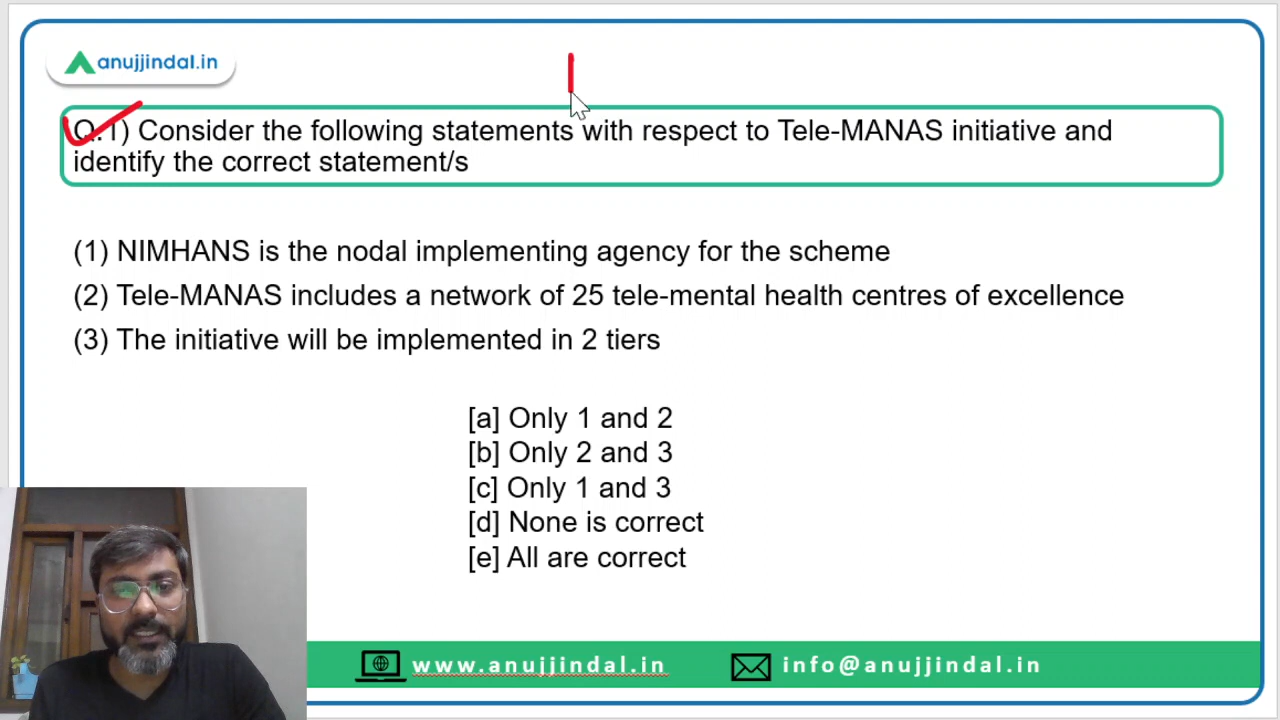 anujjindal.in
Q.1) Consider the following statements with respect to Tele-MANAS initiative and
identify the correct statement/s
(1) NIMHANS is the nodal implementing agency for the scheme
(2) Tele-MANAS includes a network of 25 tele-mental health centres of excellence
(3) The initiative will be implemented in 2 tiers
[a] Only 1 and 2
[b] Only 2 and 3
[c] Only 1 and 3
[d] None is correct
[e] All are correct
www.anujjindal.in
info@anujjindal.in